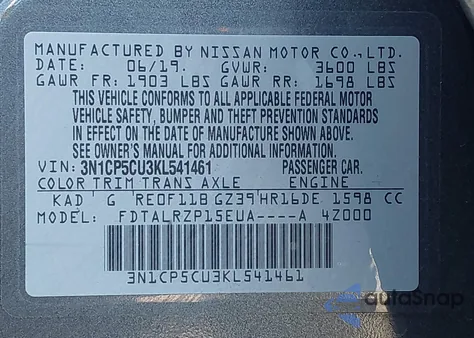 MANUFACTURED BY NISSAN MOTOR CO.,LTD.
DATE: 06/19. GVWR: 3600 LBS
GAWR FR: 1903 LBS GAWR RR: 1698 LBS
THIS VEHICLE CONFORMS TO ALL APPLICABLE FEDERAL MOTOR
VEHICLE SAFETY, BUMPER AND THEFT PREVENTION STANDARDS
IN EFFECT ON THE DATE OF MANUFACTURE SHOWN ABOVE.
SEE OWNER'S MANUAL FOR ADDITIONAL INFORMATION.
VIN: 3N1CP5CU3KL541461 PASSENGER CAR.
COLOR TRIM TRANS AXLE ENGINE
KAD G RE0F11B GZ39 HR16DE 1598 CC
MODEL: FDTALRZP15EUA----A 4Z000
3N1CP5CU3KL541461
autoSnap